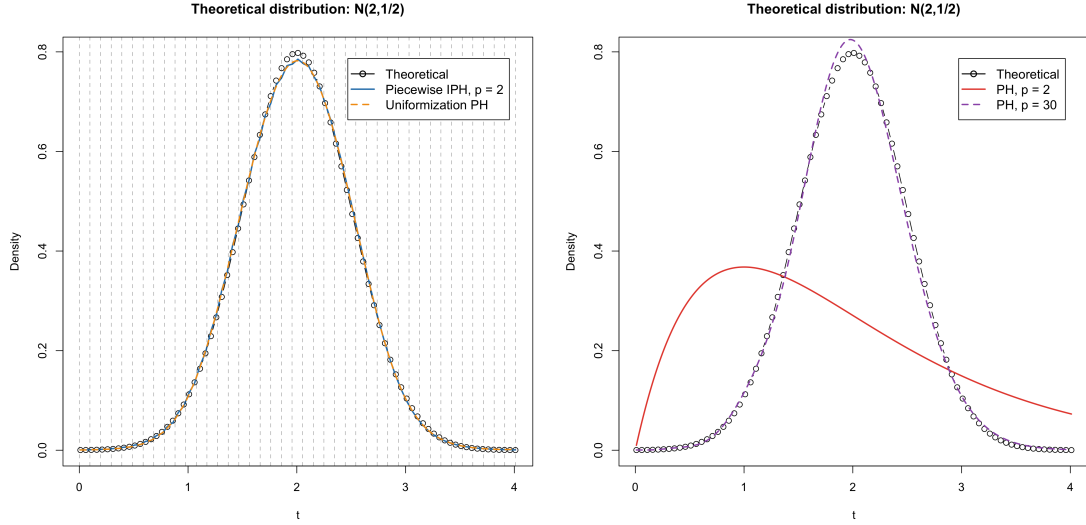 Theoretical distribution: N(2,1/2)
Density
0.8
0.6
0.4
0.2
0.0
Theoretical
Piecewise IPH, p = 2
Uniformization PH
0 1 2 3 4
t
Theoretical distribution: N(2,1/2)
Density
0.8
0.6
0.4
0.2
0.0
Theoretical
PH, p = 2
PH, p = 30
0 1 2 3 4
t